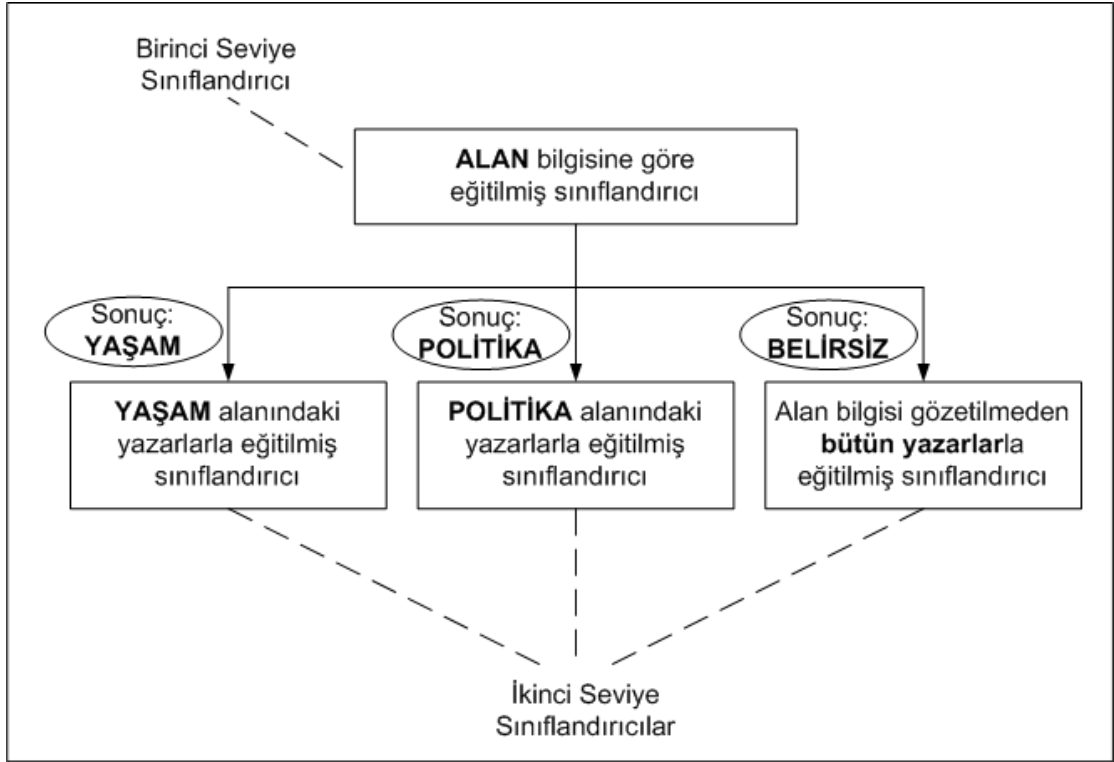 Birinci Seviye
Sınıflandırıcı
ALAN bilgisine göre
eğitilmiş sınıflandırıcı
Sonuç:
YAŞAM
Sonuç:
POLİTİKA
Sonuç:
BELİRSİZ
YAŞAM alanındaki
yazarlarla eğitilmiş
sınıflandırıcı
POLİTİKA alanındaki
yazarlarla eğitilmiş
sınıflandırıcı
Alan bilgisi gözetilmeden
bütün yazarlarla
eğitilmiş sınıflandırıcı
İkinci Seviye
Sınıflandırıcılar